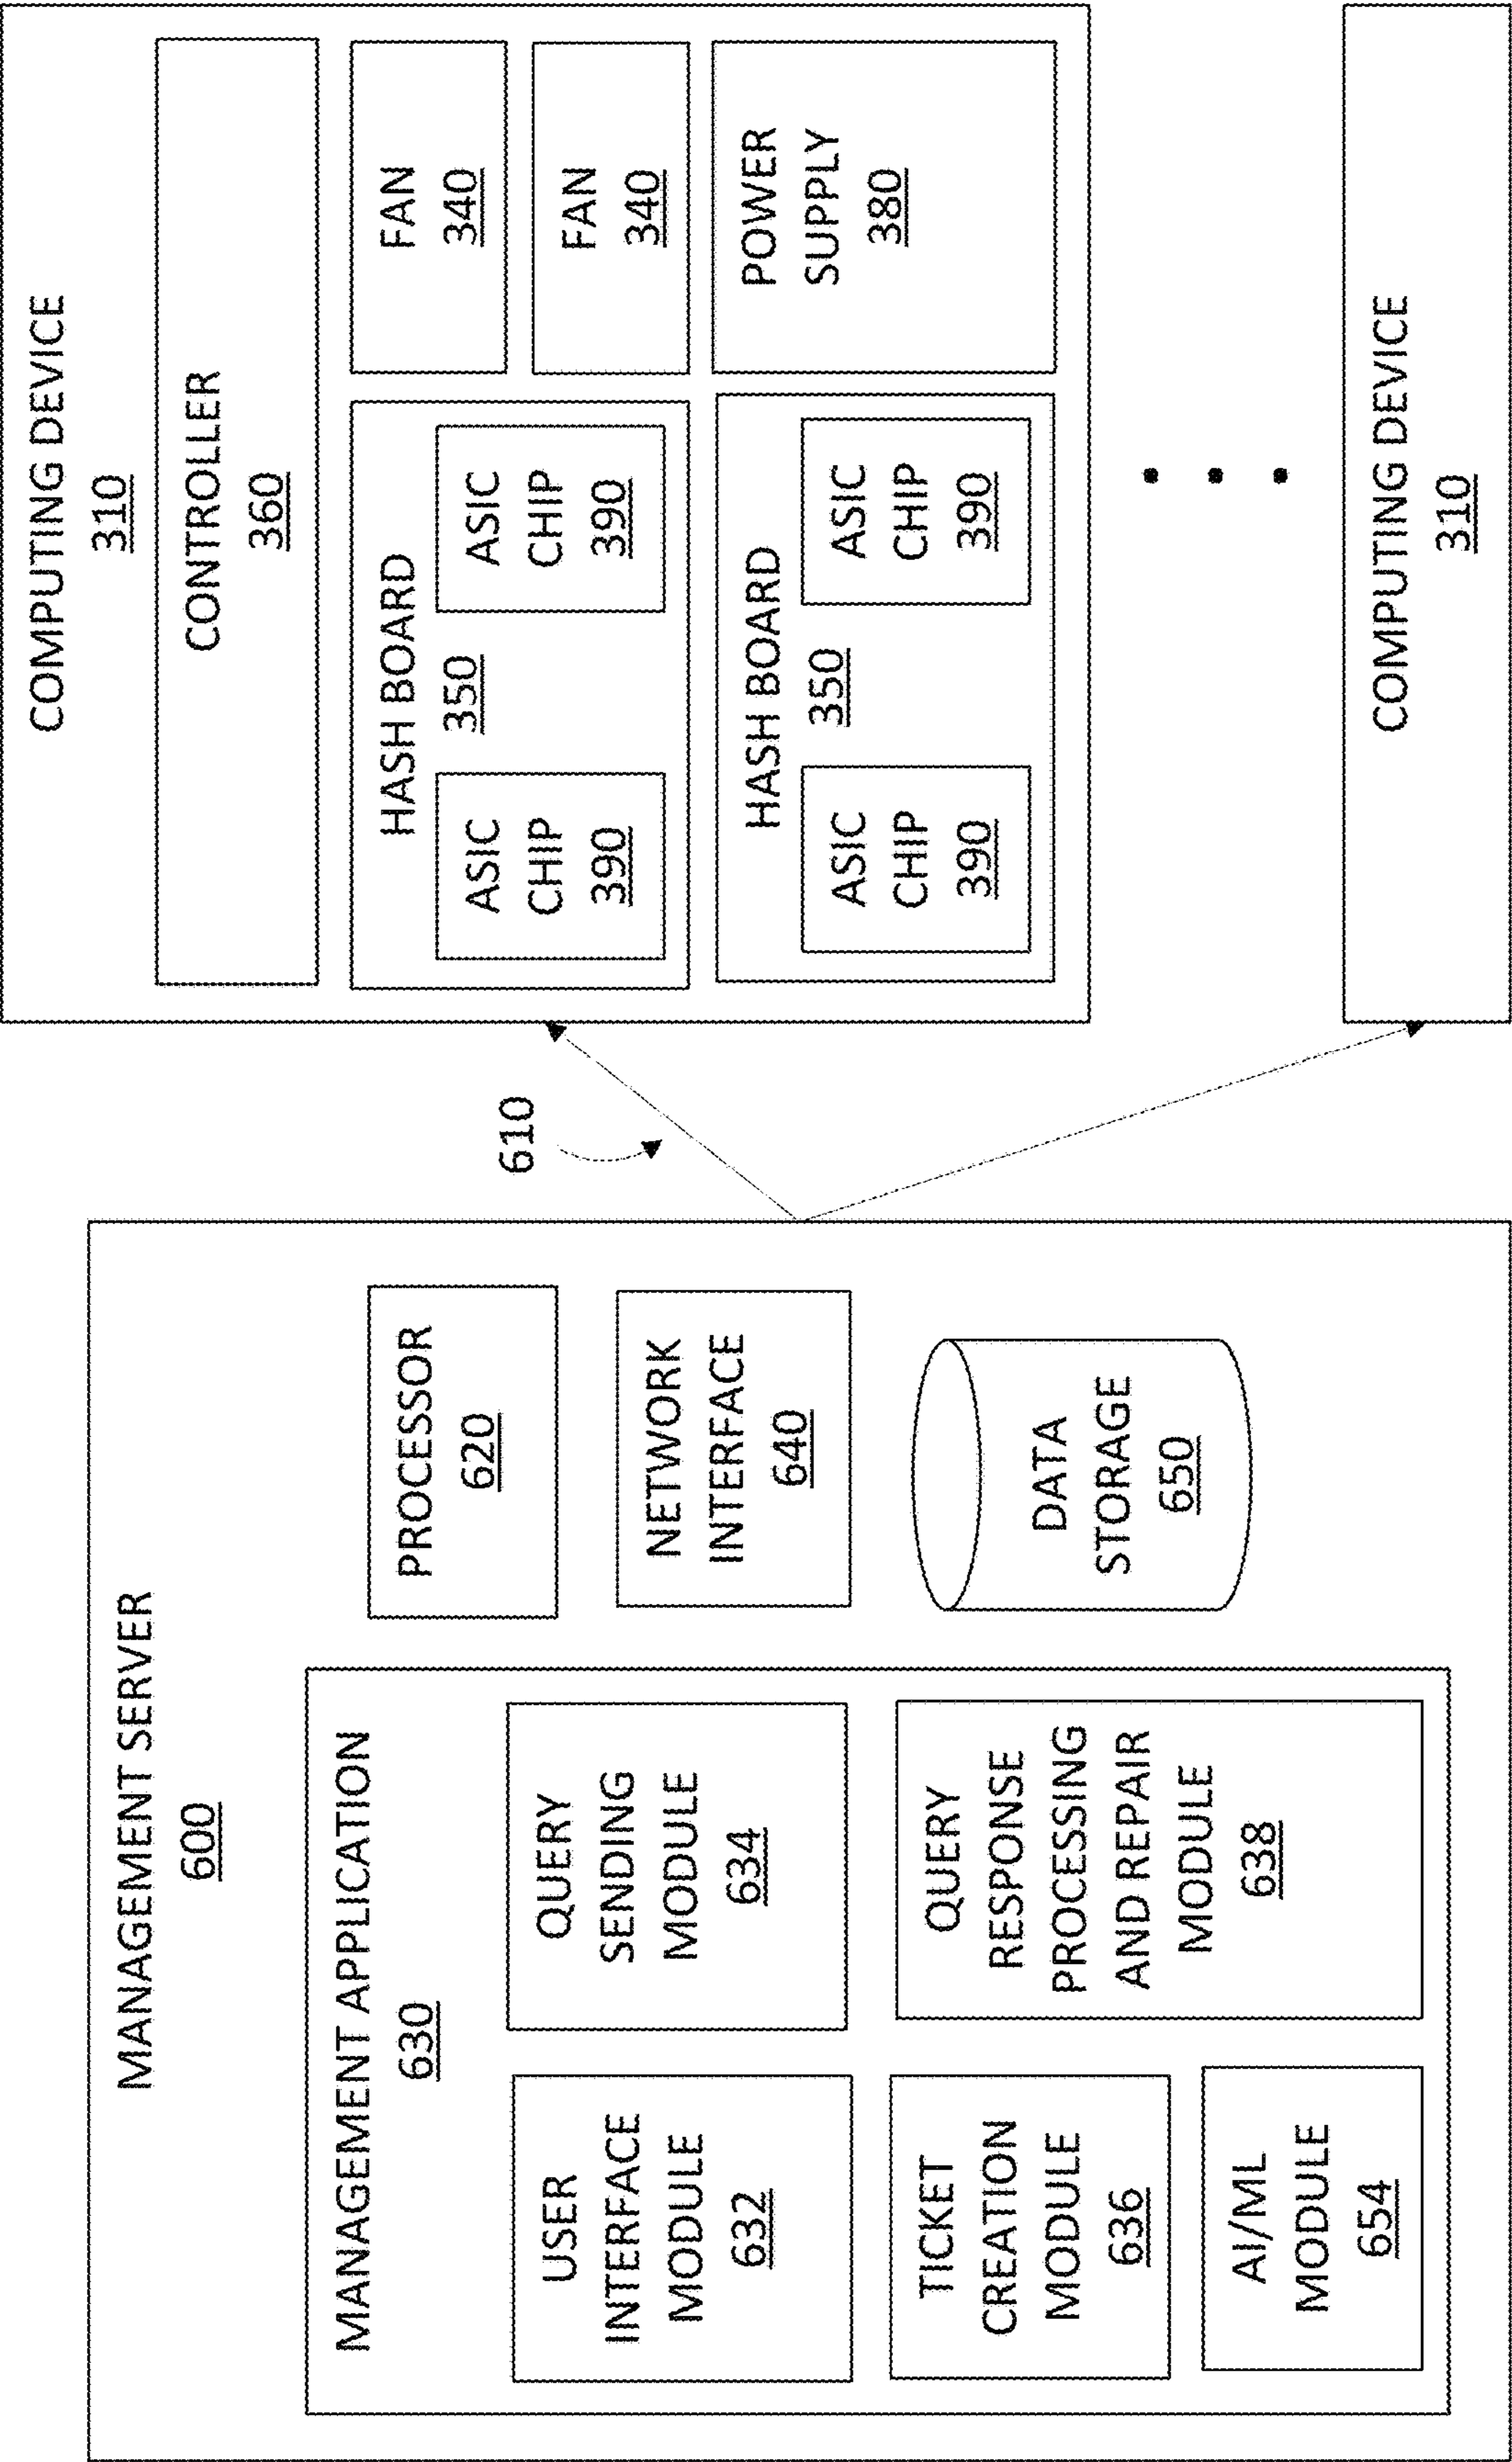 MANAGEMENT SERVER
600
MANAGEMENT APPLICATION
630
USER
INTERFACE
MODULE
632
QUERY
SENDING
MODULE
634
TICKET
CREATION
MODULE
636
QUERY
RESPONSE
PROCESSING
AND REPAIR
MODULE
638
AI/ML
MODULE
654
PROCESSOR
620
NETWORK
INTERFACE
640
DATA
STORAGE
650
610
COMPUTING DEVICE
310
CONTROLLER
360
HASH BOARD
350
ASIC
CHIP
390
ASIC
CHIP
390
FAN
340
FAN
340
HASH BOARD
350
ASIC
CHIP
390
ASIC
CHIP
390
POWER
SUPPLY
380
COMPUTING DEVICE
310